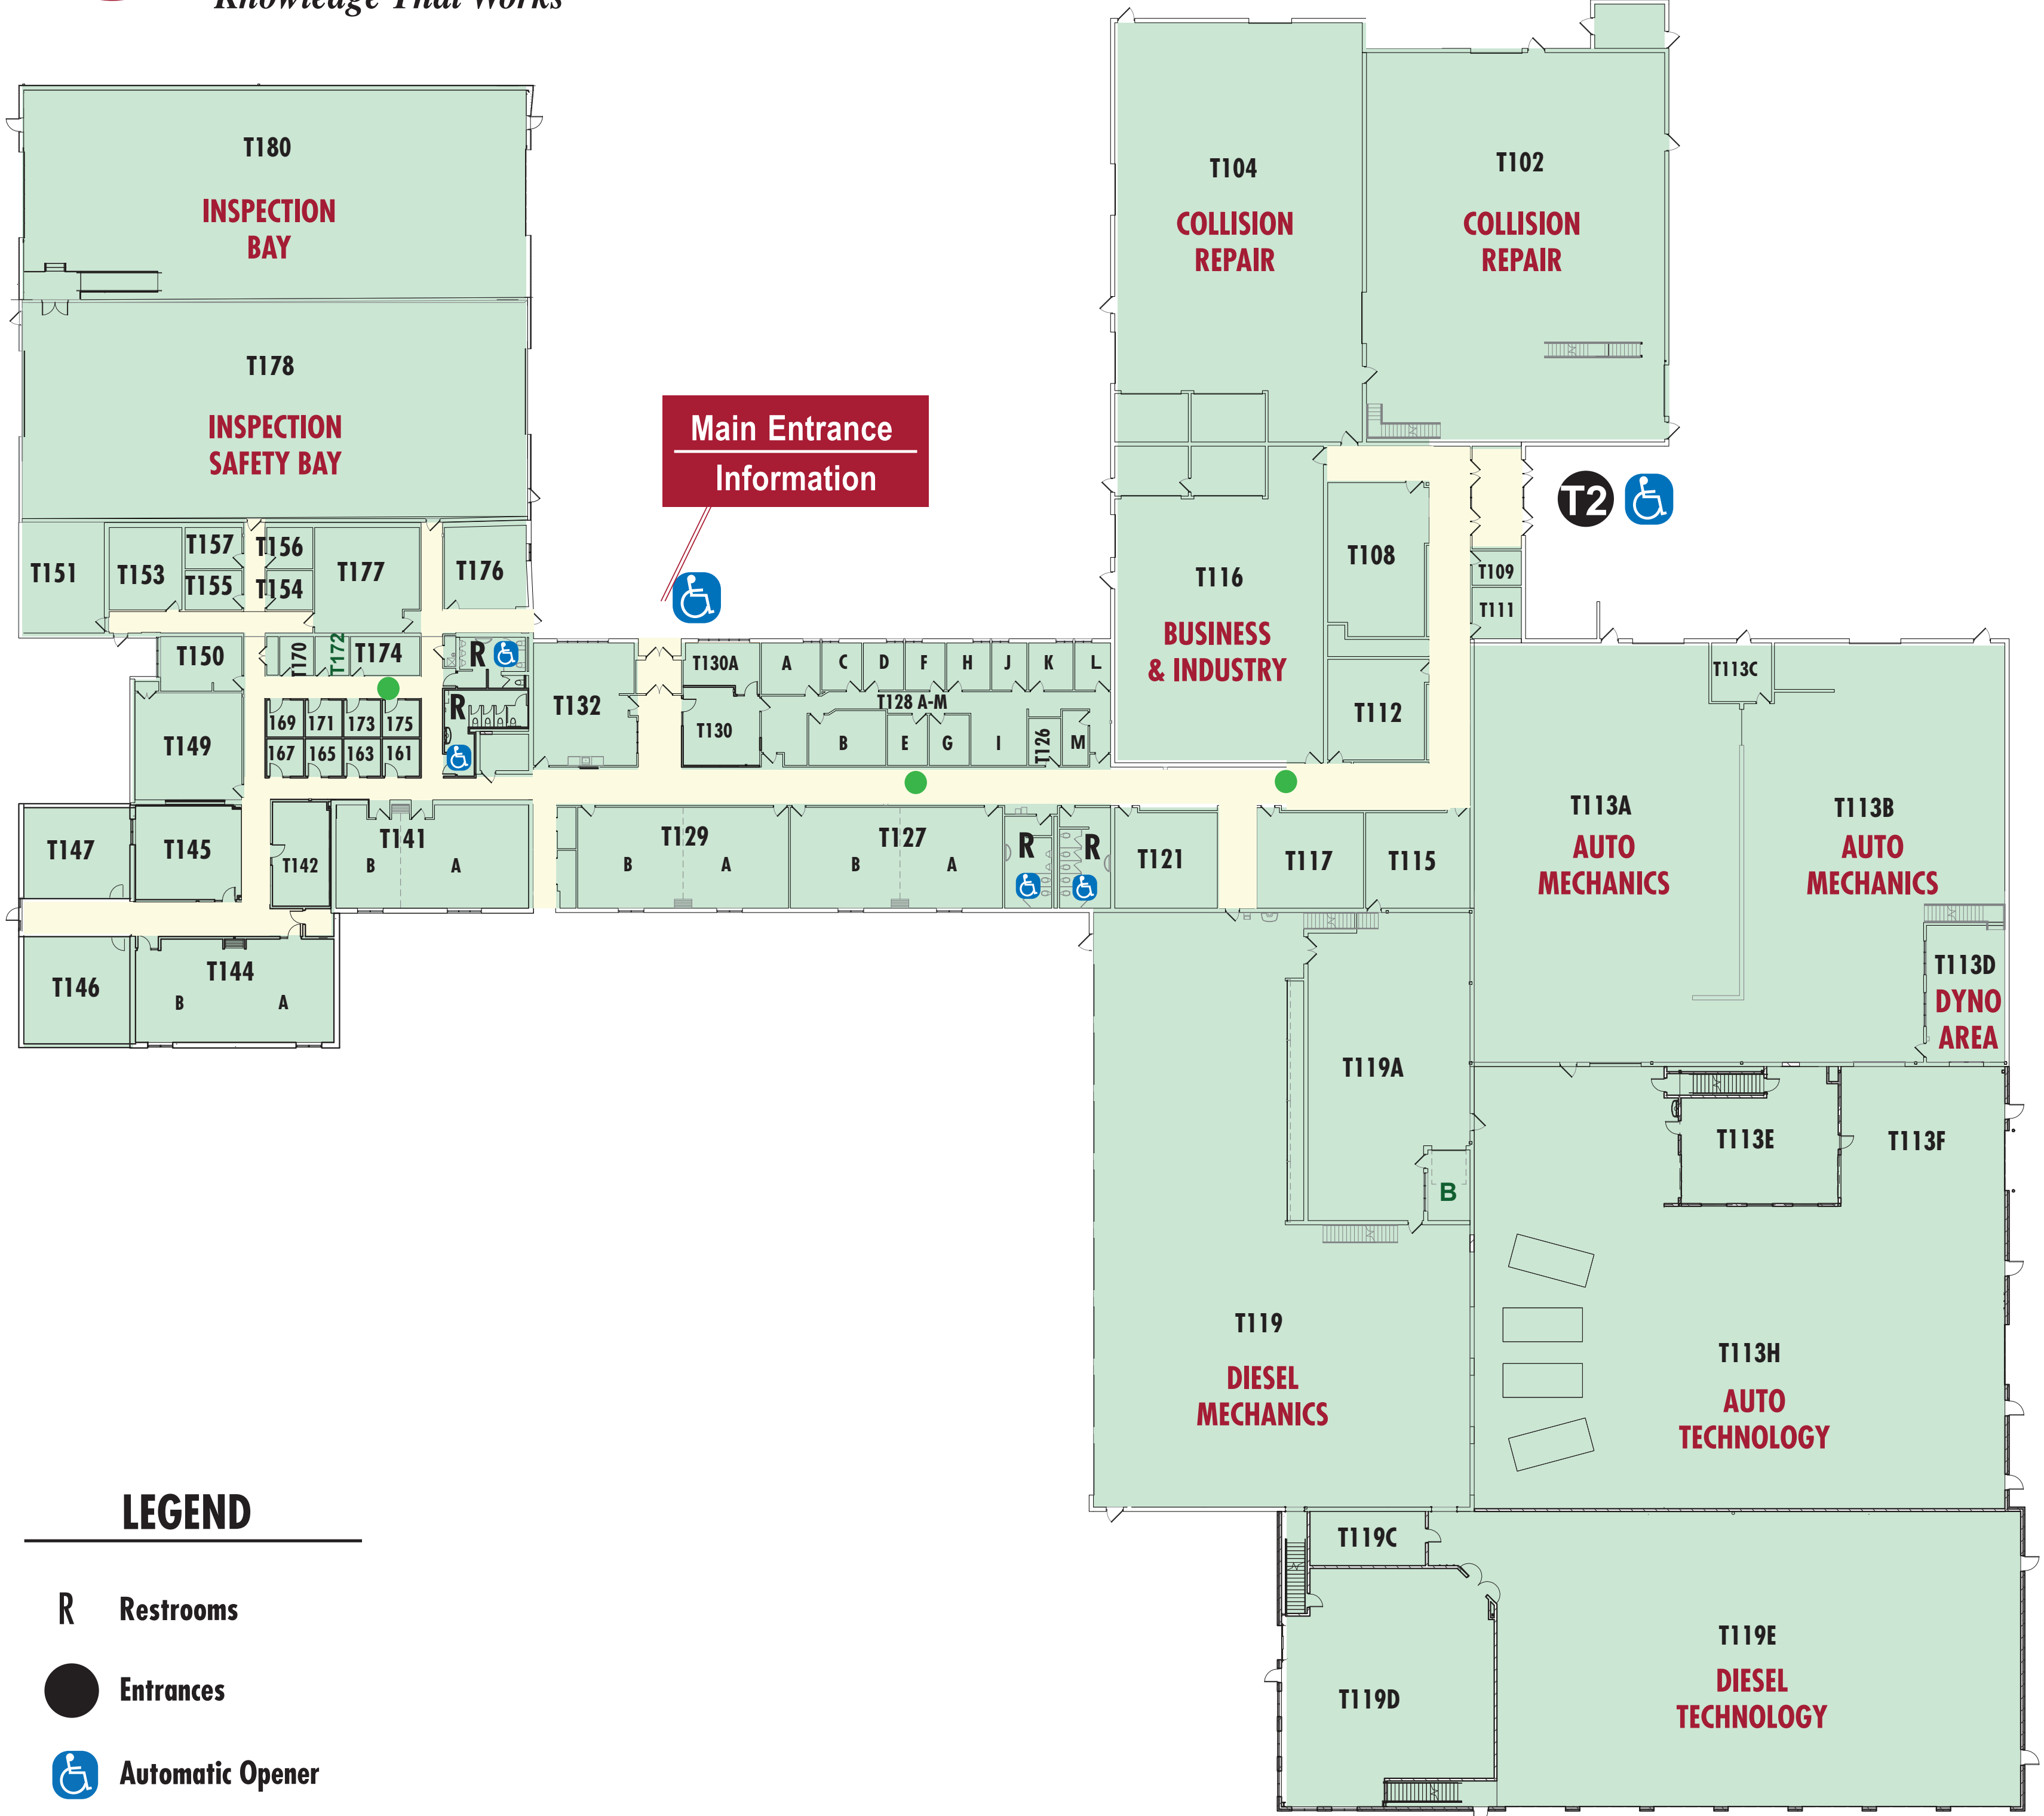 Knowledge That Works
T180
INSPECTION
BAY
T178
INSPECTION
SAFETY BAY
T104
COLLISION
REPAIR
T102
COLLISION
REPAIR
Main Entrance
Information
T2
T151
T153
T157
T155
T156
T154
T177
T176
T116
BUSINESS
& INDUSTRY
T108
T109
T111
T112
T150
T170
T172
T174
R
T132
T130A
T130
A
C
D
F
H
J
K
L
T128 A-M
B
E
G
I
T126
M
T149
169
171
173
175
167
165
163
161
R
T147
T145
T142
T141
B
A
T129
B
A
T127
B
A
R
R
T121
T117
T115
T146
T144
B
A
T113C
T113A
AUTO
MECHANICS
T113B
AUTO
MECHANICS
T113D
DYNO
AREA
T119A
B
T113E
T113F
T119
DIESEL
MECHANICS
T113H
AUTO
TECHNOLOGY
T119C
T119D
T119E
DIESEL
TECHNOLOGY
LEGEND
R Restrooms
Entrances
Automatic Opener